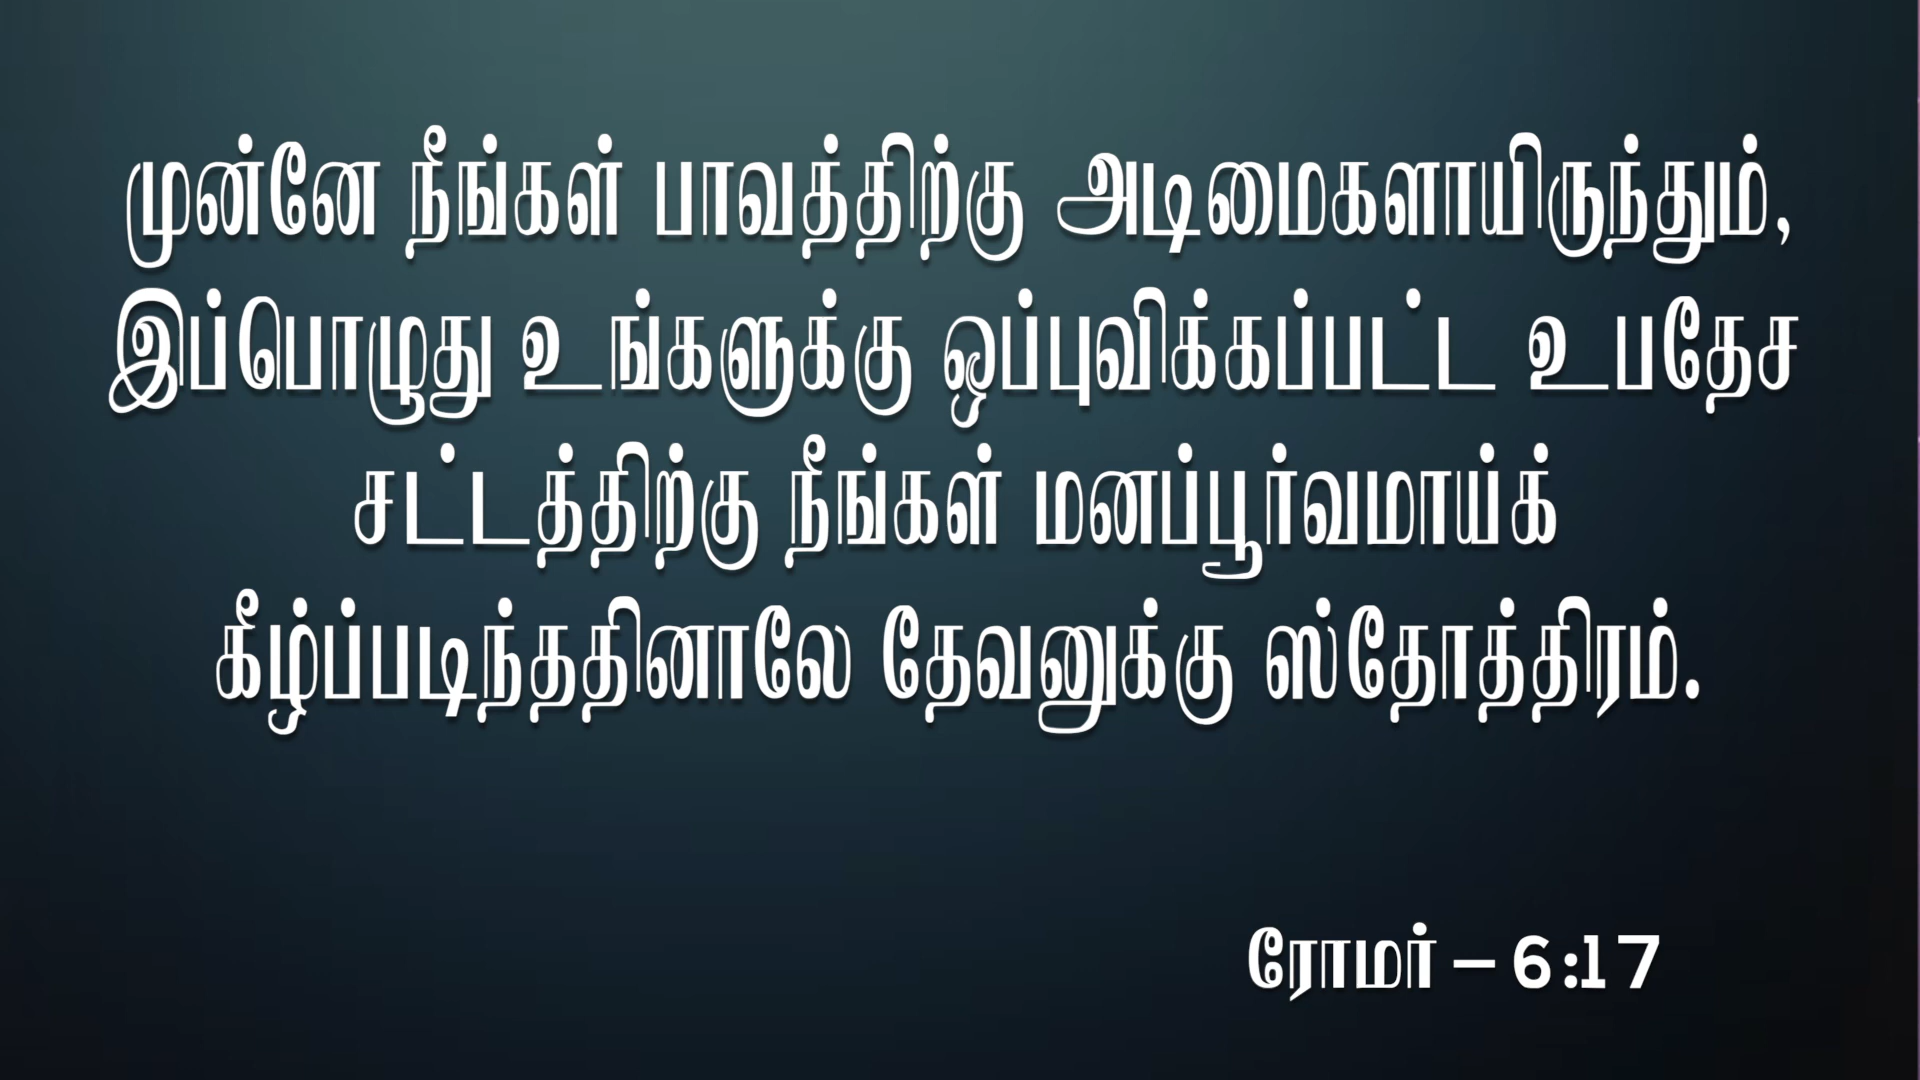 முன்னே நீங்கள் பாவத்திற்கு அடிமைகளாயிருந்தும்,
இப்பொழுது உங்களுக்கு ஒப்புவிக்கப்பட்ட உபதேச
சட்டத்திற்கு நீங்கள் மனப்பூர்வமாய்க்
கீழ்ப்படிந்ததினாலே தேவனுக்கு ஸ்தோத்திரம்.
ரோமர் – 6:17